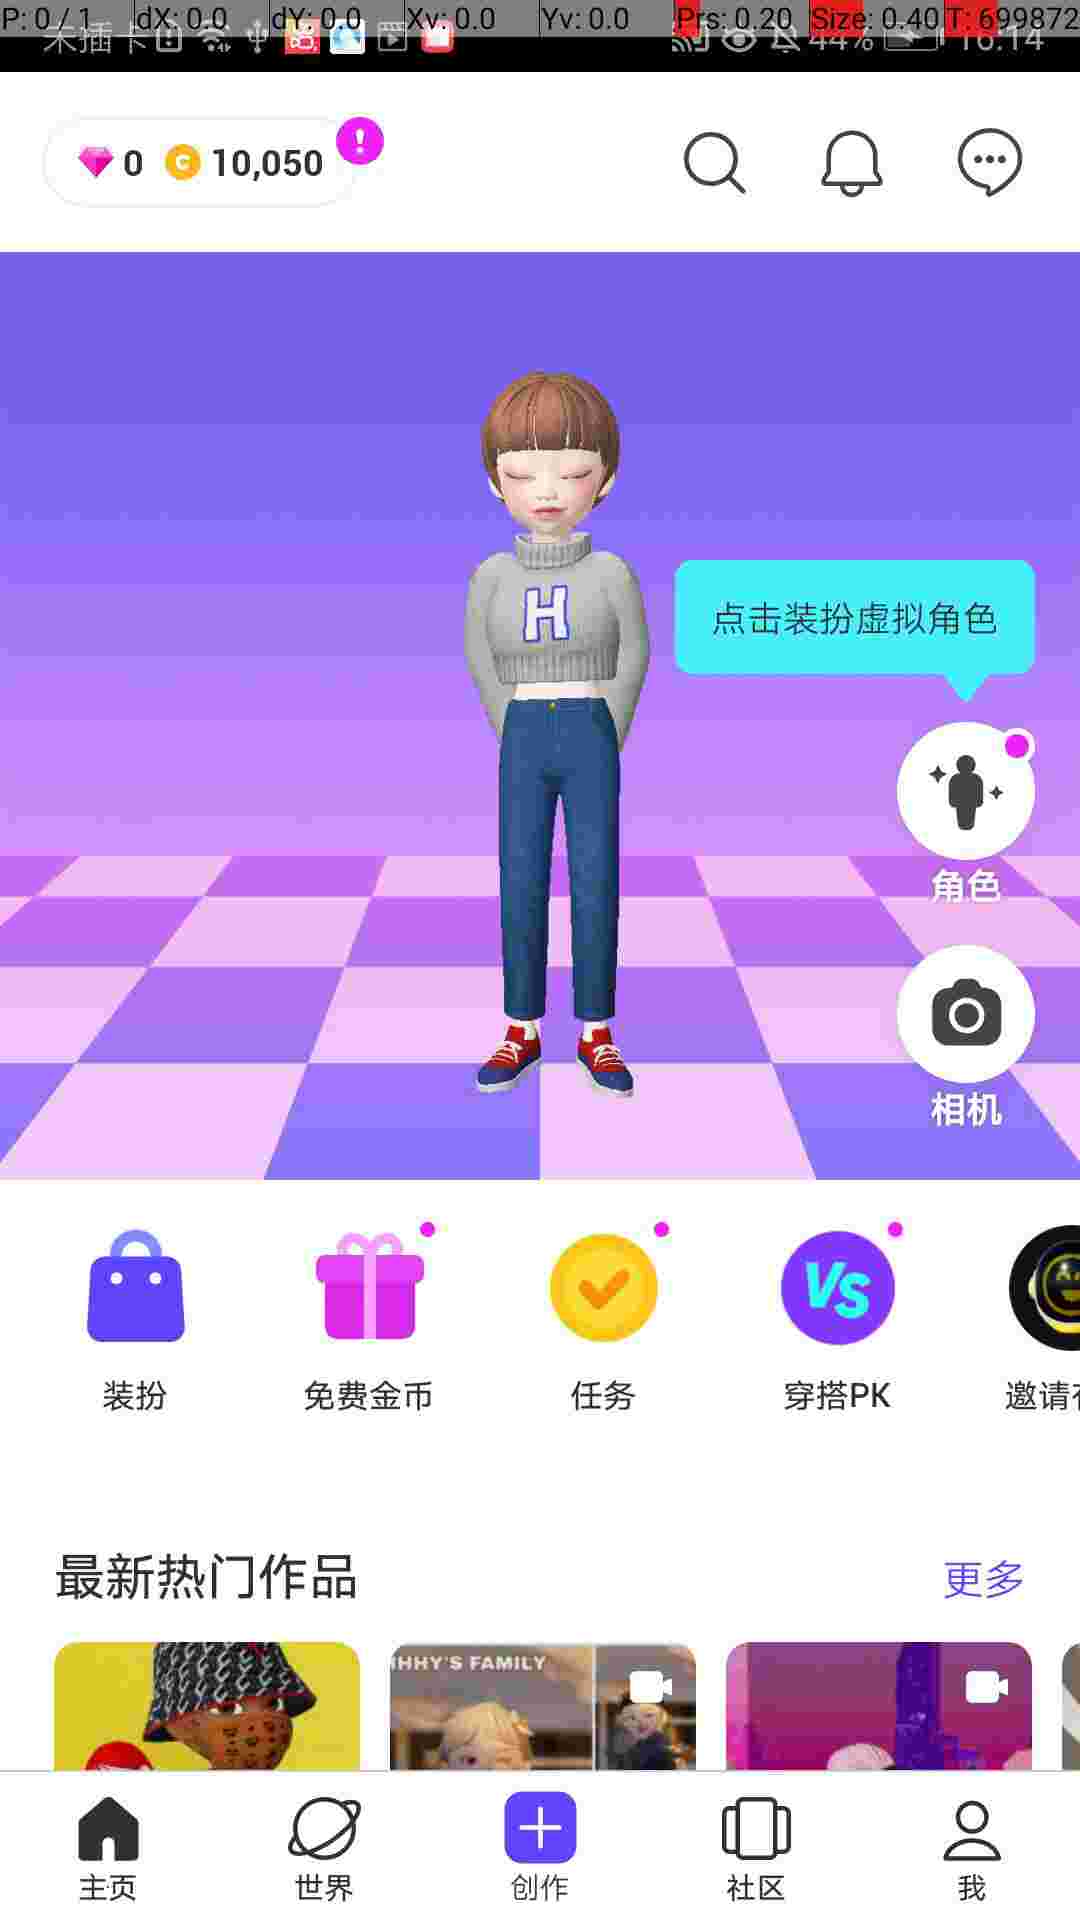 P: 0 / 1 dX: 0.0 dY: 0.0 Xv: 0.0 Yv: 0.0 Prs: 0.20 Size: 0.40 T: 699872
未插卡 44% 16:14
0 10,050
H
点击装扮虚拟角色
角色
相机
VS
装扮 免费金币 任务 穿搭PK 邀请
最新热门作品 更多
HHY'S FAMILY
主页 世界 创作 社区 我